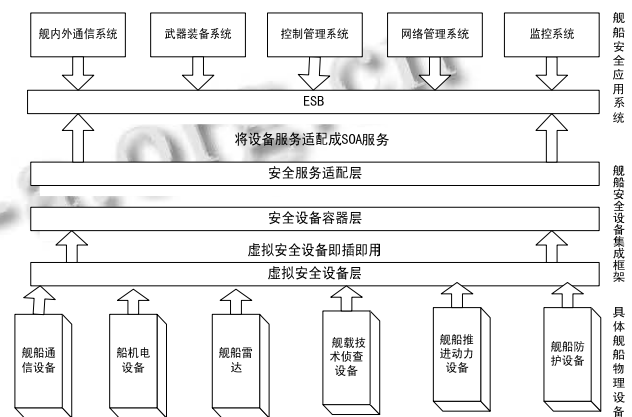 舰内外通信系统
武器装备系统
控制管理系统
网络管理系统
监控系统
舰船安全应用系统
ESB
将设备服务适配成SOA服务
安全服务适配层
安全设备容器层
虚拟安全设备即插即用
虚拟安全设备层
舰船安全设备集成框架
舰船通
信设备
船机电
设备
舰船雷
达
舰载技
术侦查
设备
舰船推
进动力
设备
舰船防
护设备
具体舰船物理设备